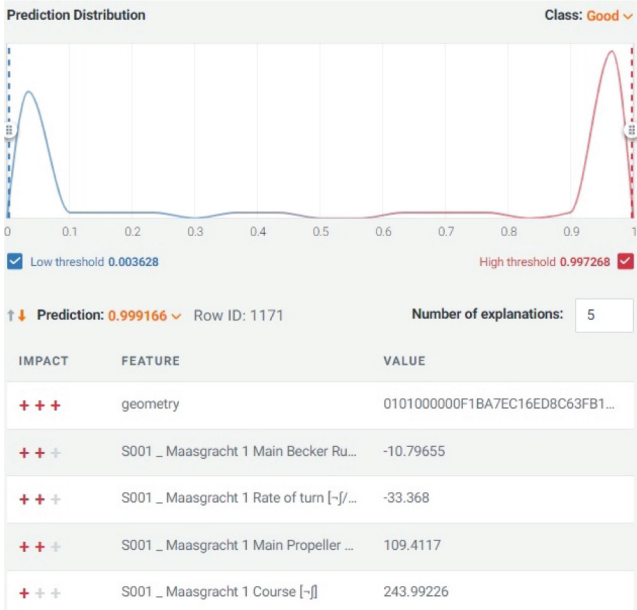 Prediction Distribution Class: Good
0 0.1 0.2 0.3 0.4 0.5 0.6 0.7 0.8 0.9 1
Low threshold 0.003628 High threshold 0.997268
Prediction: 0.999166 Row ID: 1171 Number of explanations: 5
IMPACT FEATURE VALUE
+++ geometry 0101000000F1BA7EC16ED8C63FB1...
+++ S001 _ Maasgracht 1 Main Becker Ru... -10.79655
+++ S001 _ Maasgracht 1 Rate of turn [¬∫/... -33.368
+++ S001 _ Maasgracht 1 Main Propeller ... 109.4117
+++ S001 _ Maasgracht 1 Course [¬∫] 243.99226